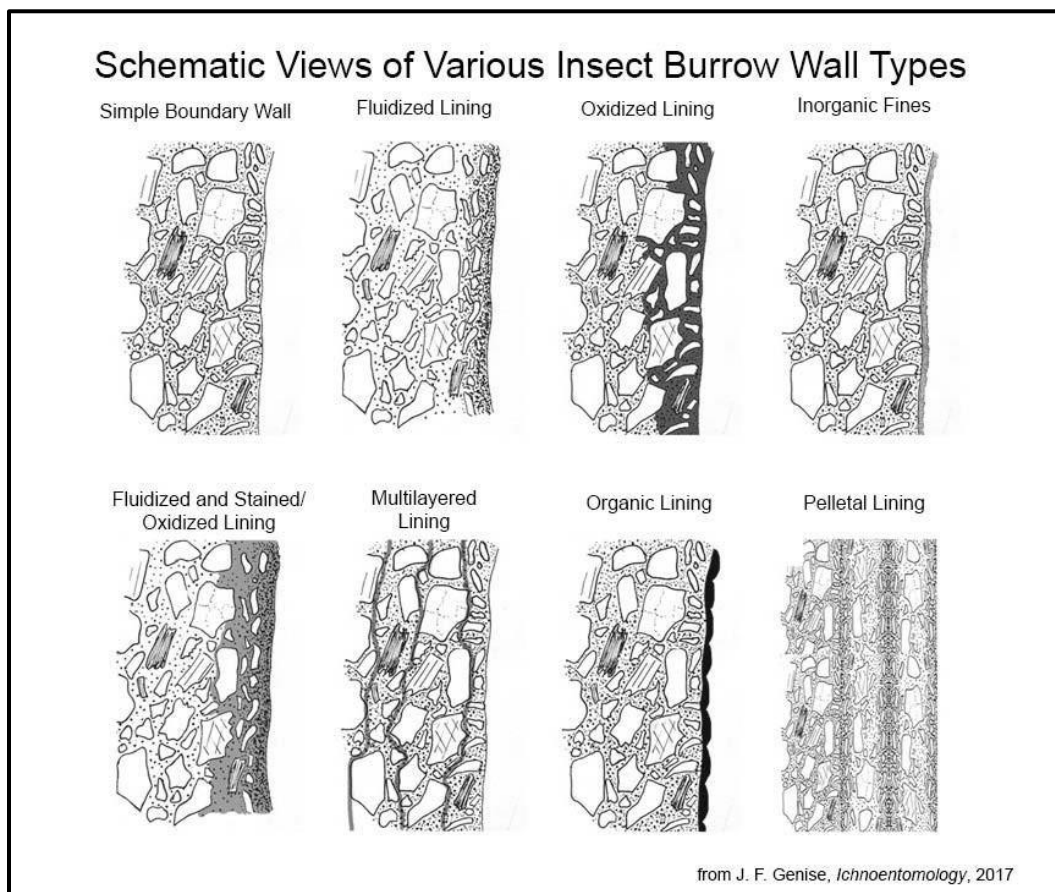 Schematic Views of Various Insect Burrow Wall Types
Simple Boundary Wall
Fluidized Lining
Oxidized Lining
Inorganic Fines
Fluidized and Stained/
Oxidized Lining
Multilayered
Lining
Organic Lining
Pelletal Lining
from J. F. Genise, Ichnoentomology, 2017